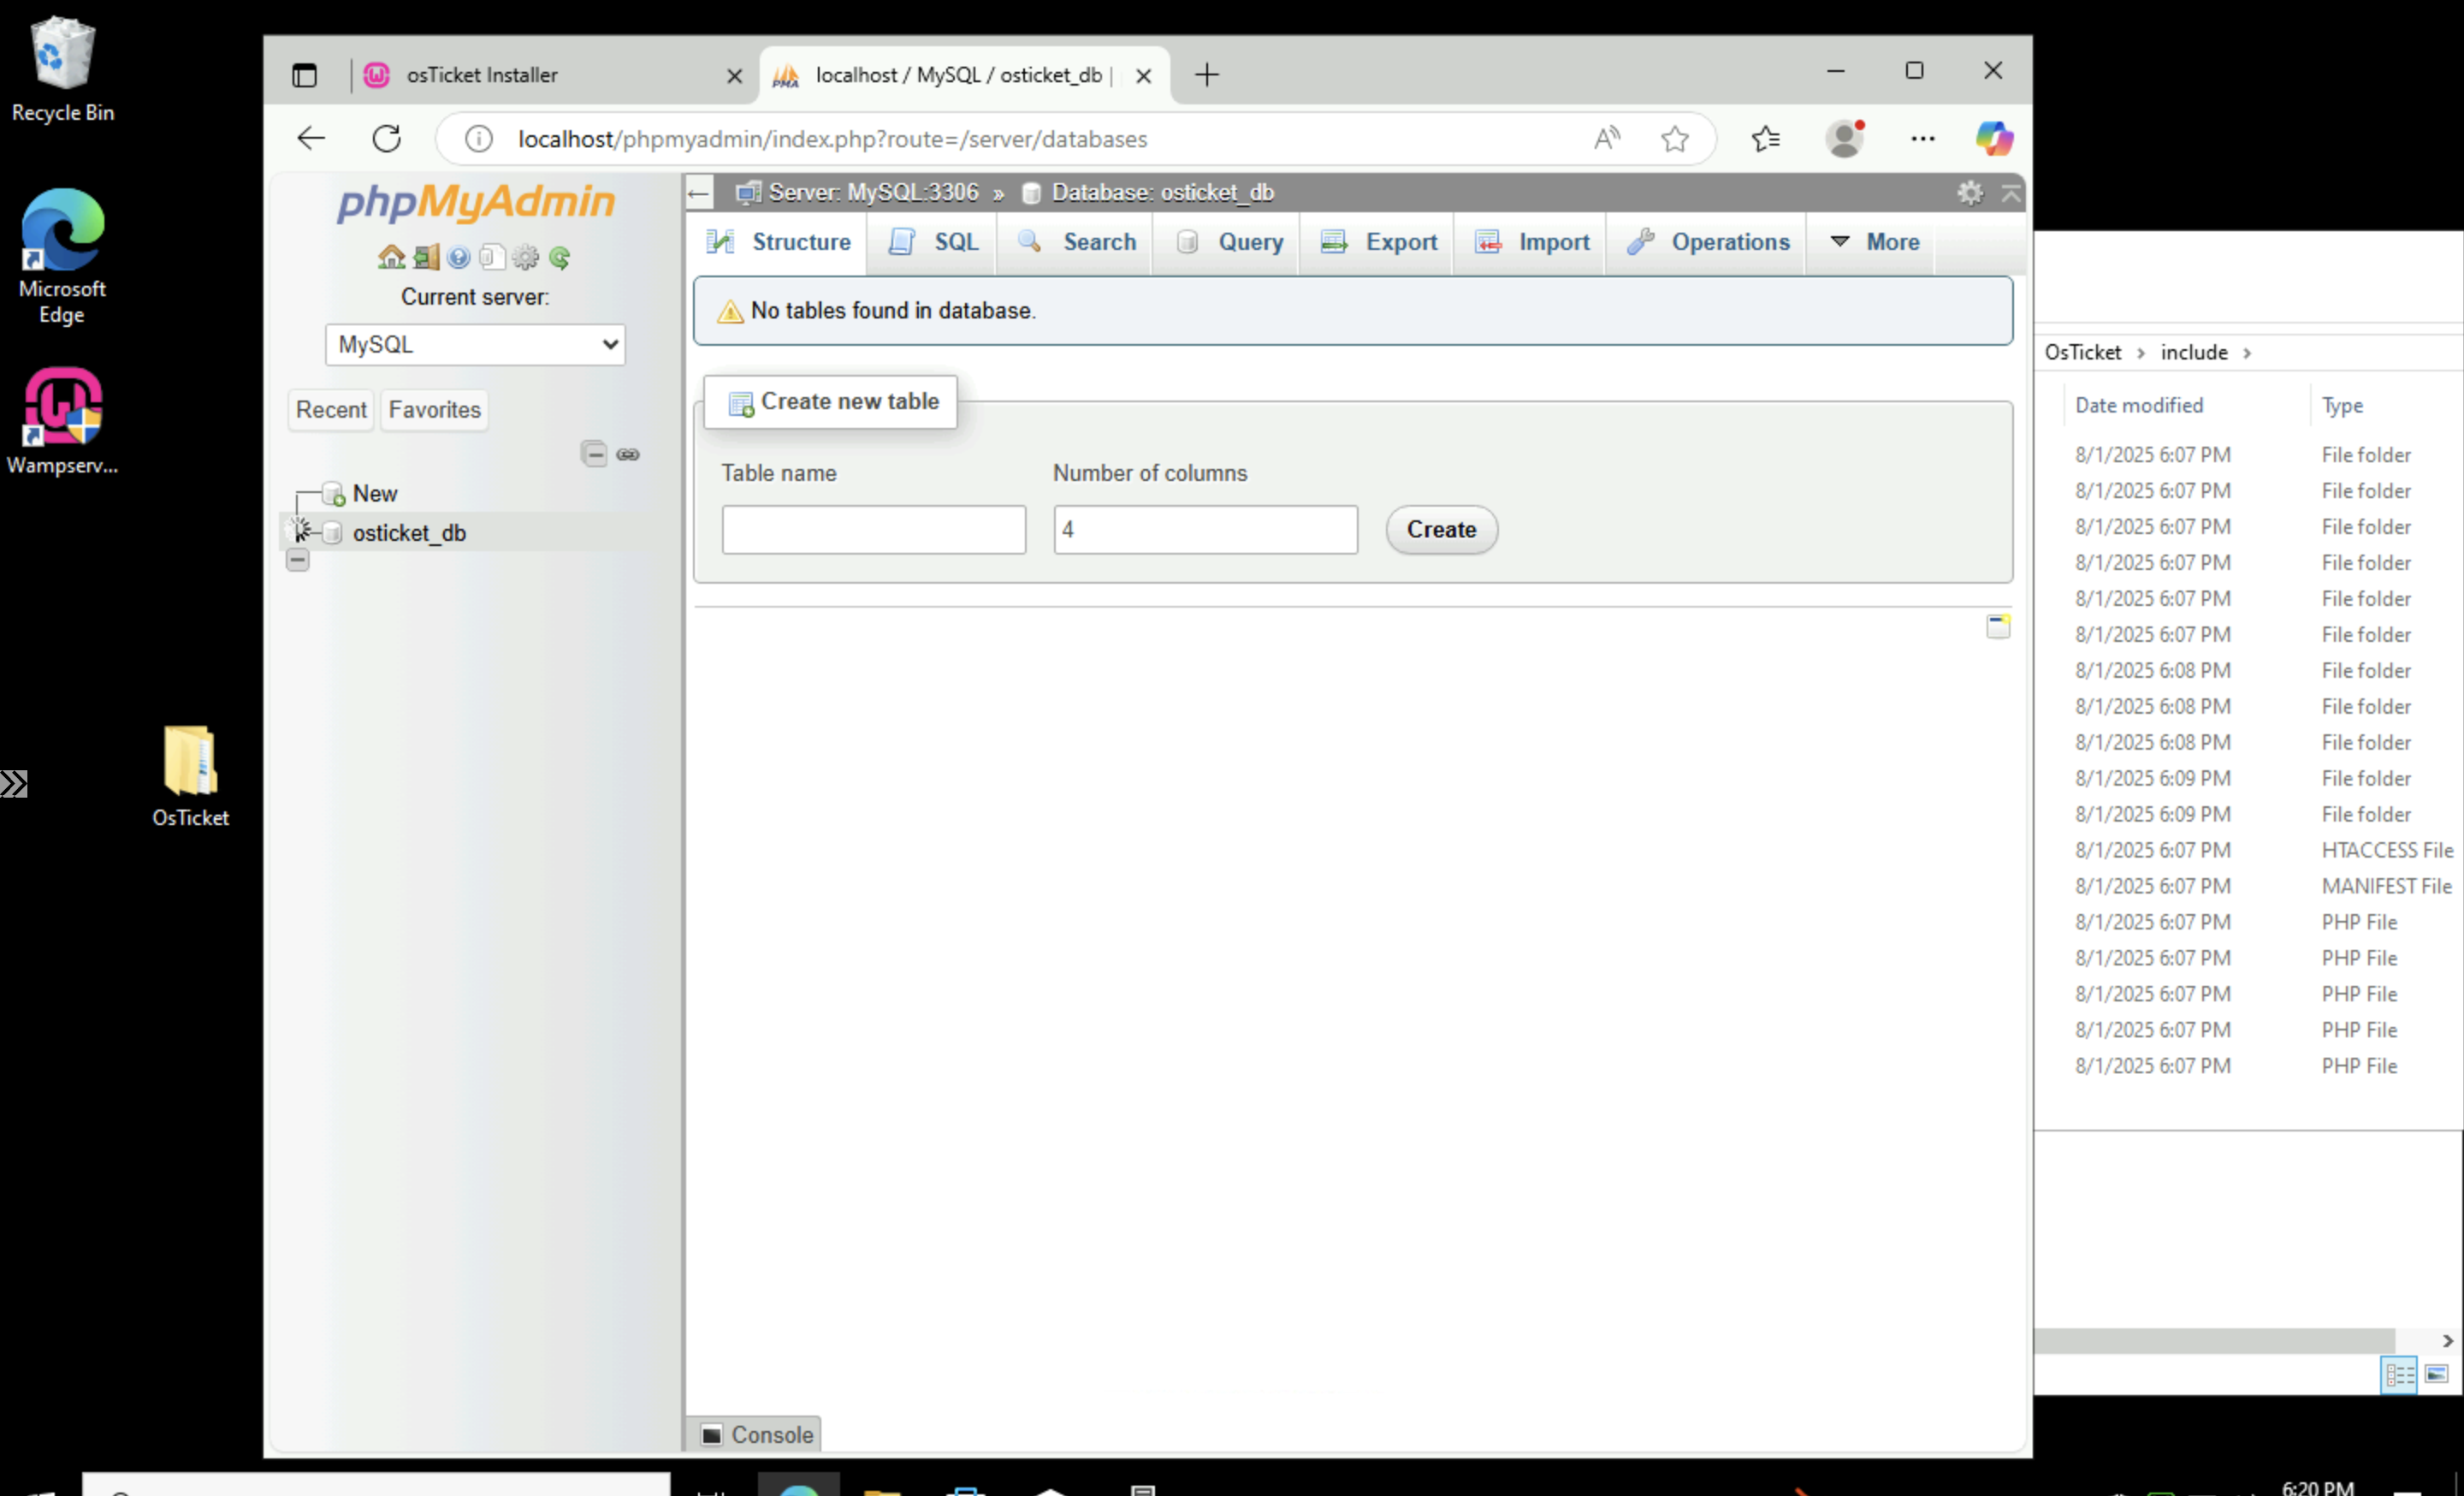 Recycle Bin
Microsoft
Edge
Wampserv...
OsTicket
osTicket Installer
localhost / MySQL / osticket_db |
localhost/phpmyadmin/index.php?route=/server/databases
phpMyAdmin
Current server:
MySQL
Recent
Favorites
New
osticket_db
Server: MySQL:3306 » Database: osticket_db
Structure
SQL
Search
Query
Export
Import
Operations
More
No tables found in database.
Create new table
Table name
Number of columns
4
Create
Console
OsTicket › include ›
Date modified Type
8/1/2025 6:07 PM File folder
8/1/2025 6:07 PM File folder
8/1/2025 6:07 PM File folder
8/1/2025 6:07 PM File folder
8/1/2025 6:07 PM File folder
8/1/2025 6:07 PM File folder
8/1/2025 6:08 PM File folder
8/1/2025 6:08 PM File folder
8/1/2025 6:08 PM File folder
8/1/2025 6:09 PM File folder
8/1/2025 6:09 PM File folder
8/1/2025 6:07 PM HTACCESS File
8/1/2025 6:07 PM MANIFEST File
8/1/2025 6:07 PM PHP File
8/1/2025 6:07 PM PHP File
8/1/2025 6:07 PM PHP File
8/1/2025 6:07 PM PHP File
8/1/2025 6:07 PM PHP File
6:20 PM